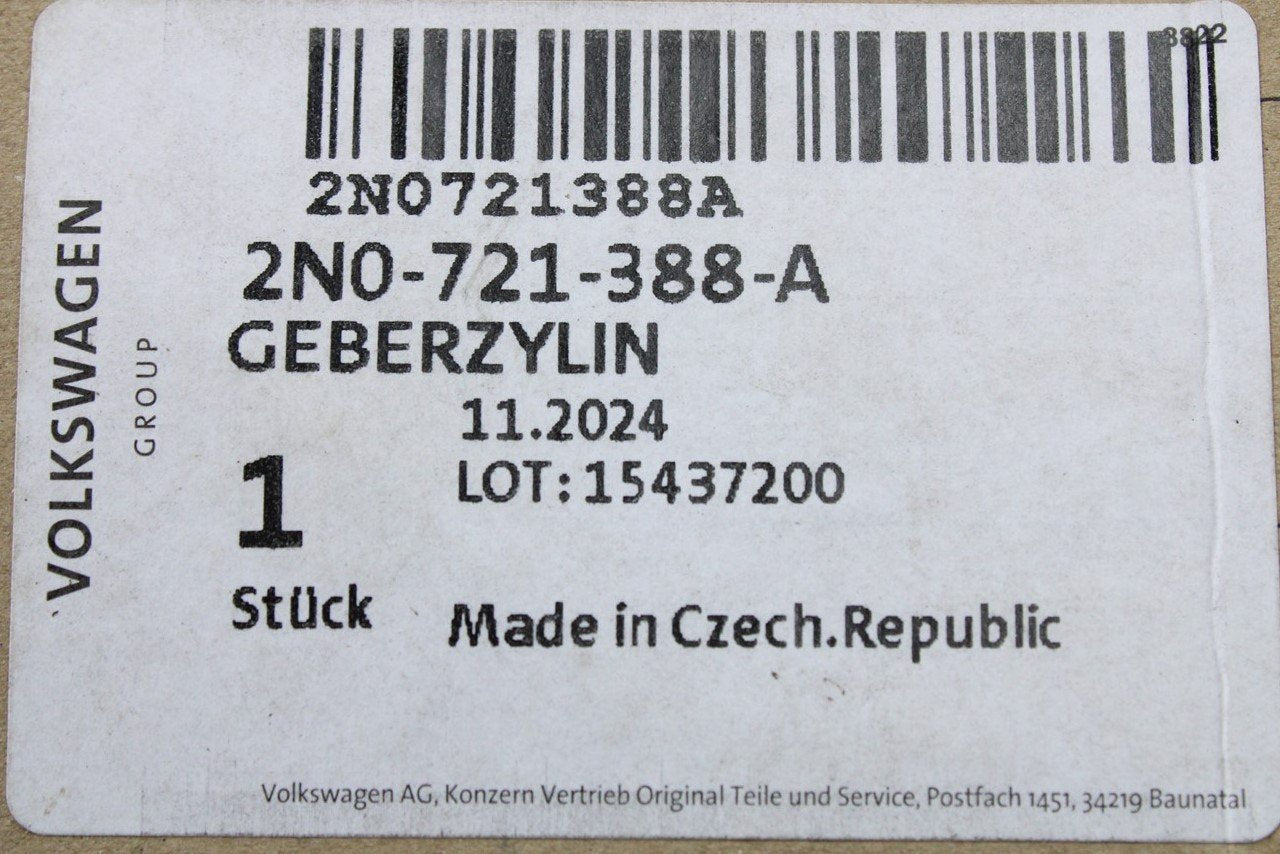 3822
2N0721388A
2N0-721-388-A
GEBERZYLIN
11.2024
LOT:15437200
1
Stück
Made in Czech.Republic
VOLKSWAGEN
GROUP
Volkswagen AG, Konzern Vertrieb Original Teile und Service, Postfach 1451, 34219 Baunatal